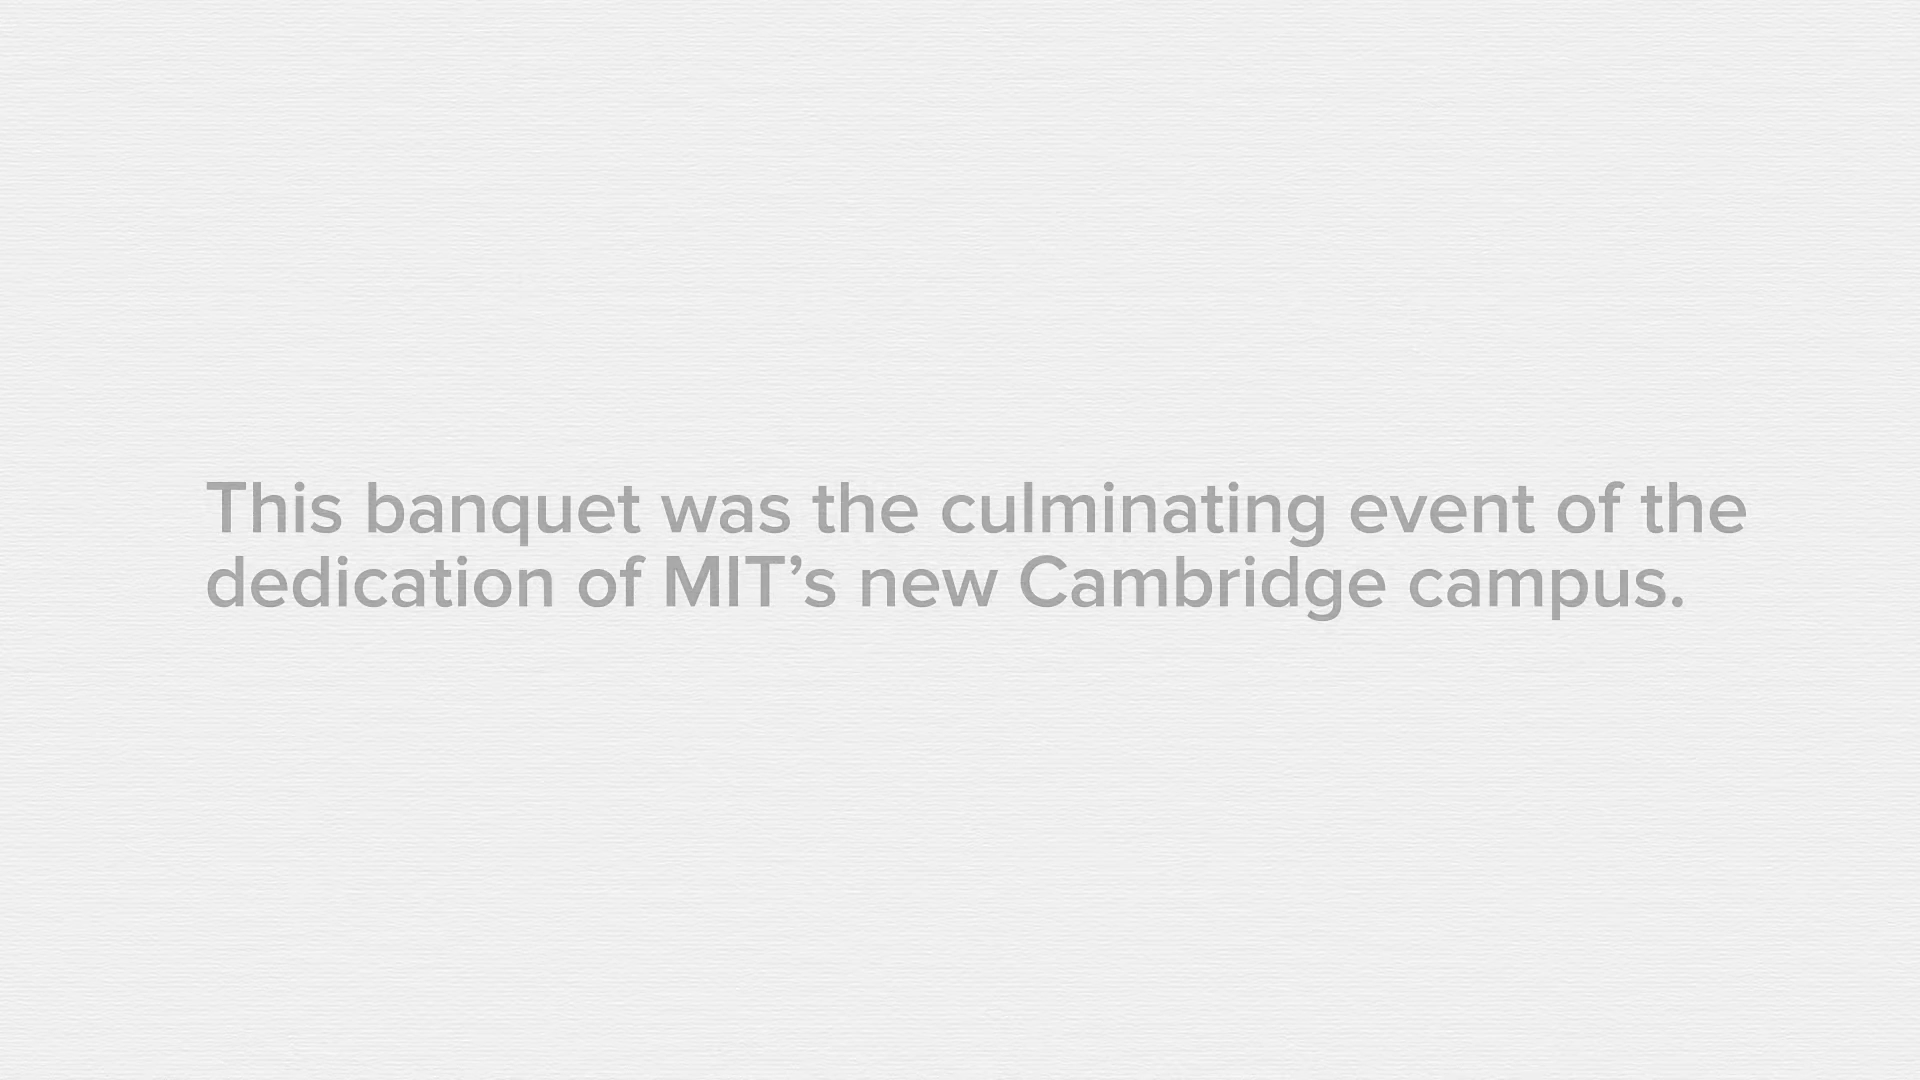 This banquet was the culminating event of the
dedication of MIT’s new Cambridge campus.